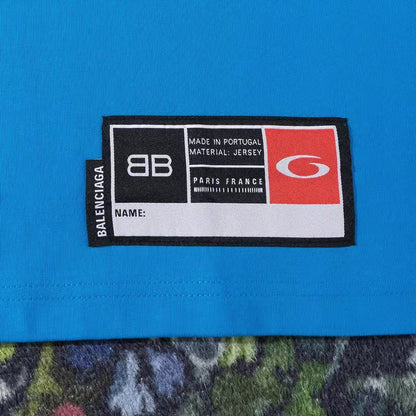 BB
MADE IN PORTUGAL
MATERIAL: JERSEY
PARIS FRANCE
G
NAME:
BALENCIAGA